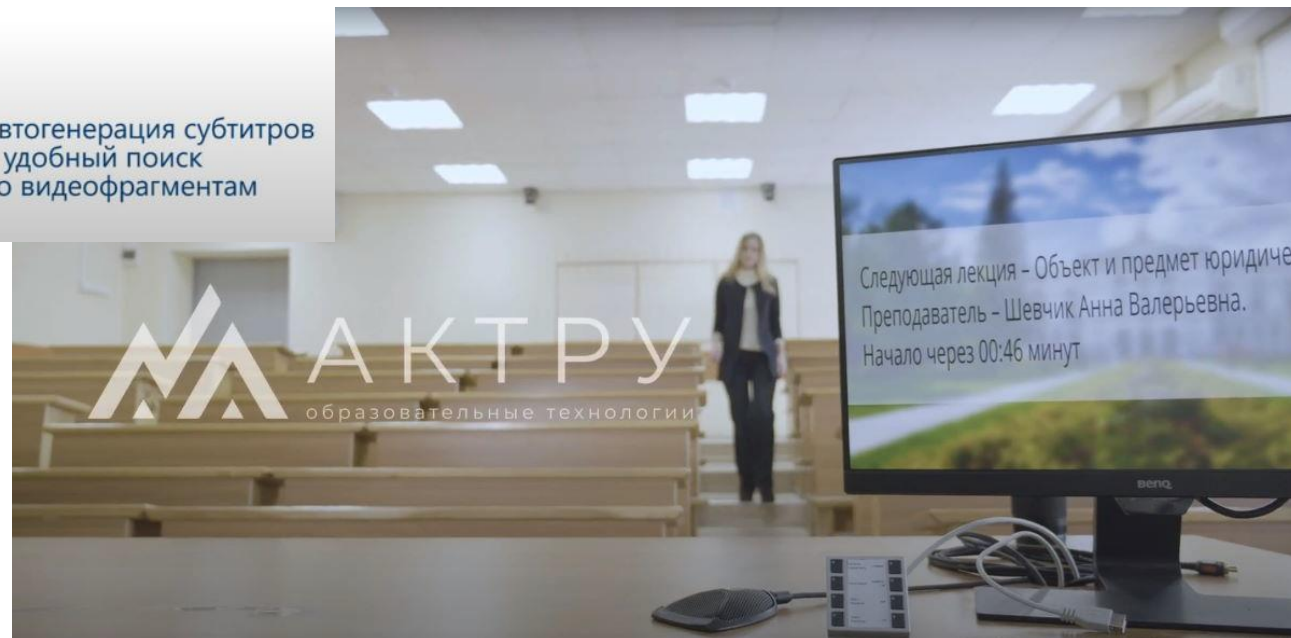 втогенерация субтитров
удобный поиск
о видеофрагментам
АКТРУ
образовательные технологии
Следующая лекция – Объект и предмет юридиче
Преподаватель – Шевчик Анна Валерьевна.
Начало через 00:46 минут
BenQ